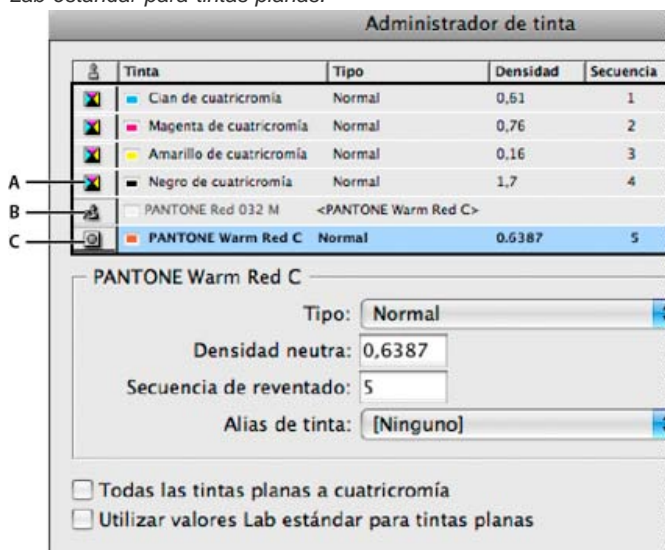 Lab estándar para tintas planas.
Administrador de tinta
Tinta Tipo Densidad Secuencia
Cian de cuatricromía Normal 0,61 1
Magenta de cuatricromía Normal 0,76 2
Amarillo de cuatricromía Normal 0,16 3
A Negro de cuatricromía Normal 1,7 4
B PANTONE Red 032 M <PANTONE Warm Red C>
C PANTONE Warm Red C Normal 0.6387 5
PANTONE Warm Red C
Tipo: Normal
Densidad neutra: 0,6387
Secuencia de reventado: 5
Alias de tinta: [Ninguno]
Todas las tintas planas a cuatricromía
Utilizar valores Lab estándar para tintas planas